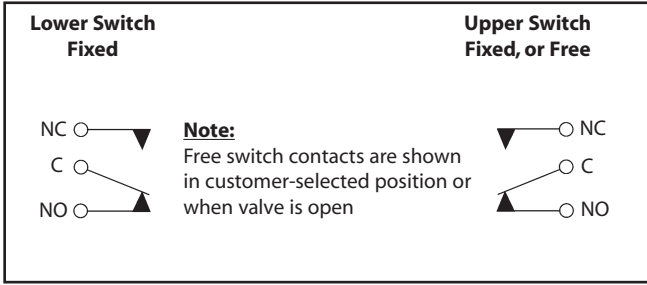 Lower Switch
Fixed
Upper Switch
Fixed, or Free
NC
C
NO
Note:
Free switch contacts are shown
in customer-selected position or
when valve is open
NC
C
NO